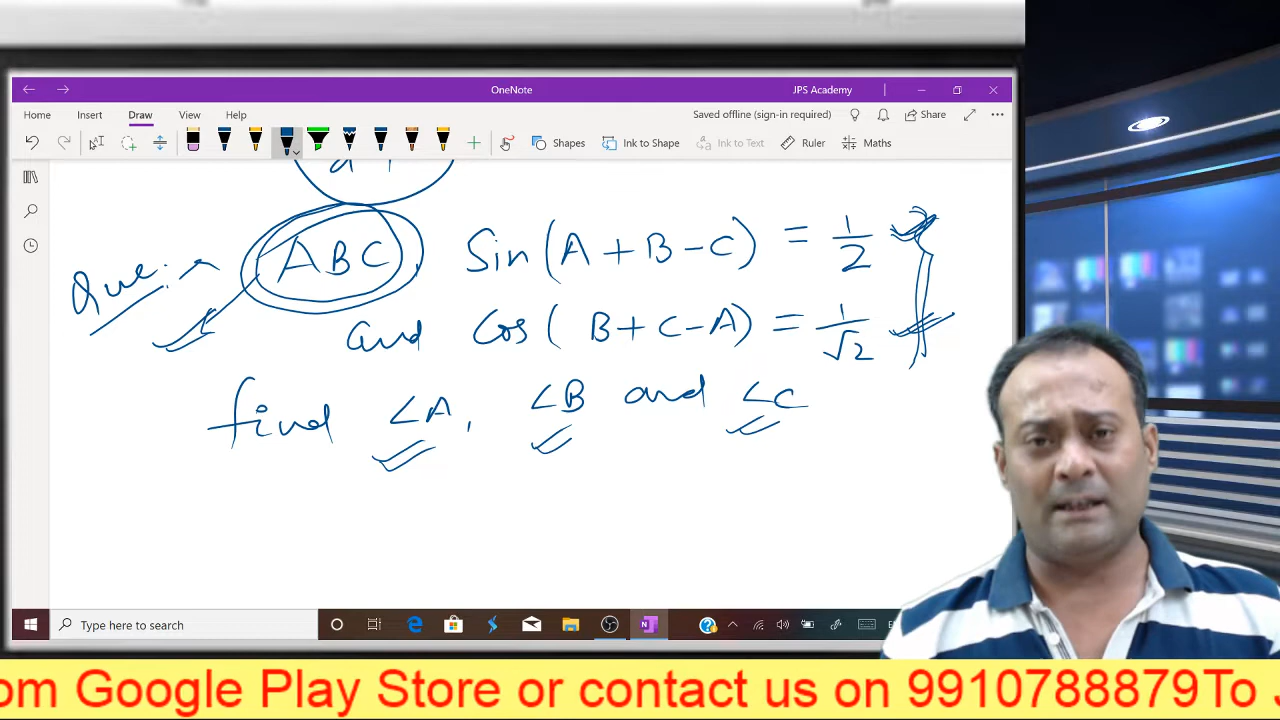 OneNote
JPS Academy
Home Insert Draw View Help
Saved offline (sign-in required)
Share
Shapes
Ink to Shape
Ink to Text
Ruler
Maths
Que:- ABC, Sin(A+B-C) = 1/2
and cos(B+C-A) = 1/√2
find ∠A, ∠B and ∠C
Type here to search
om Google Play Store or contact us on 9910788879To J